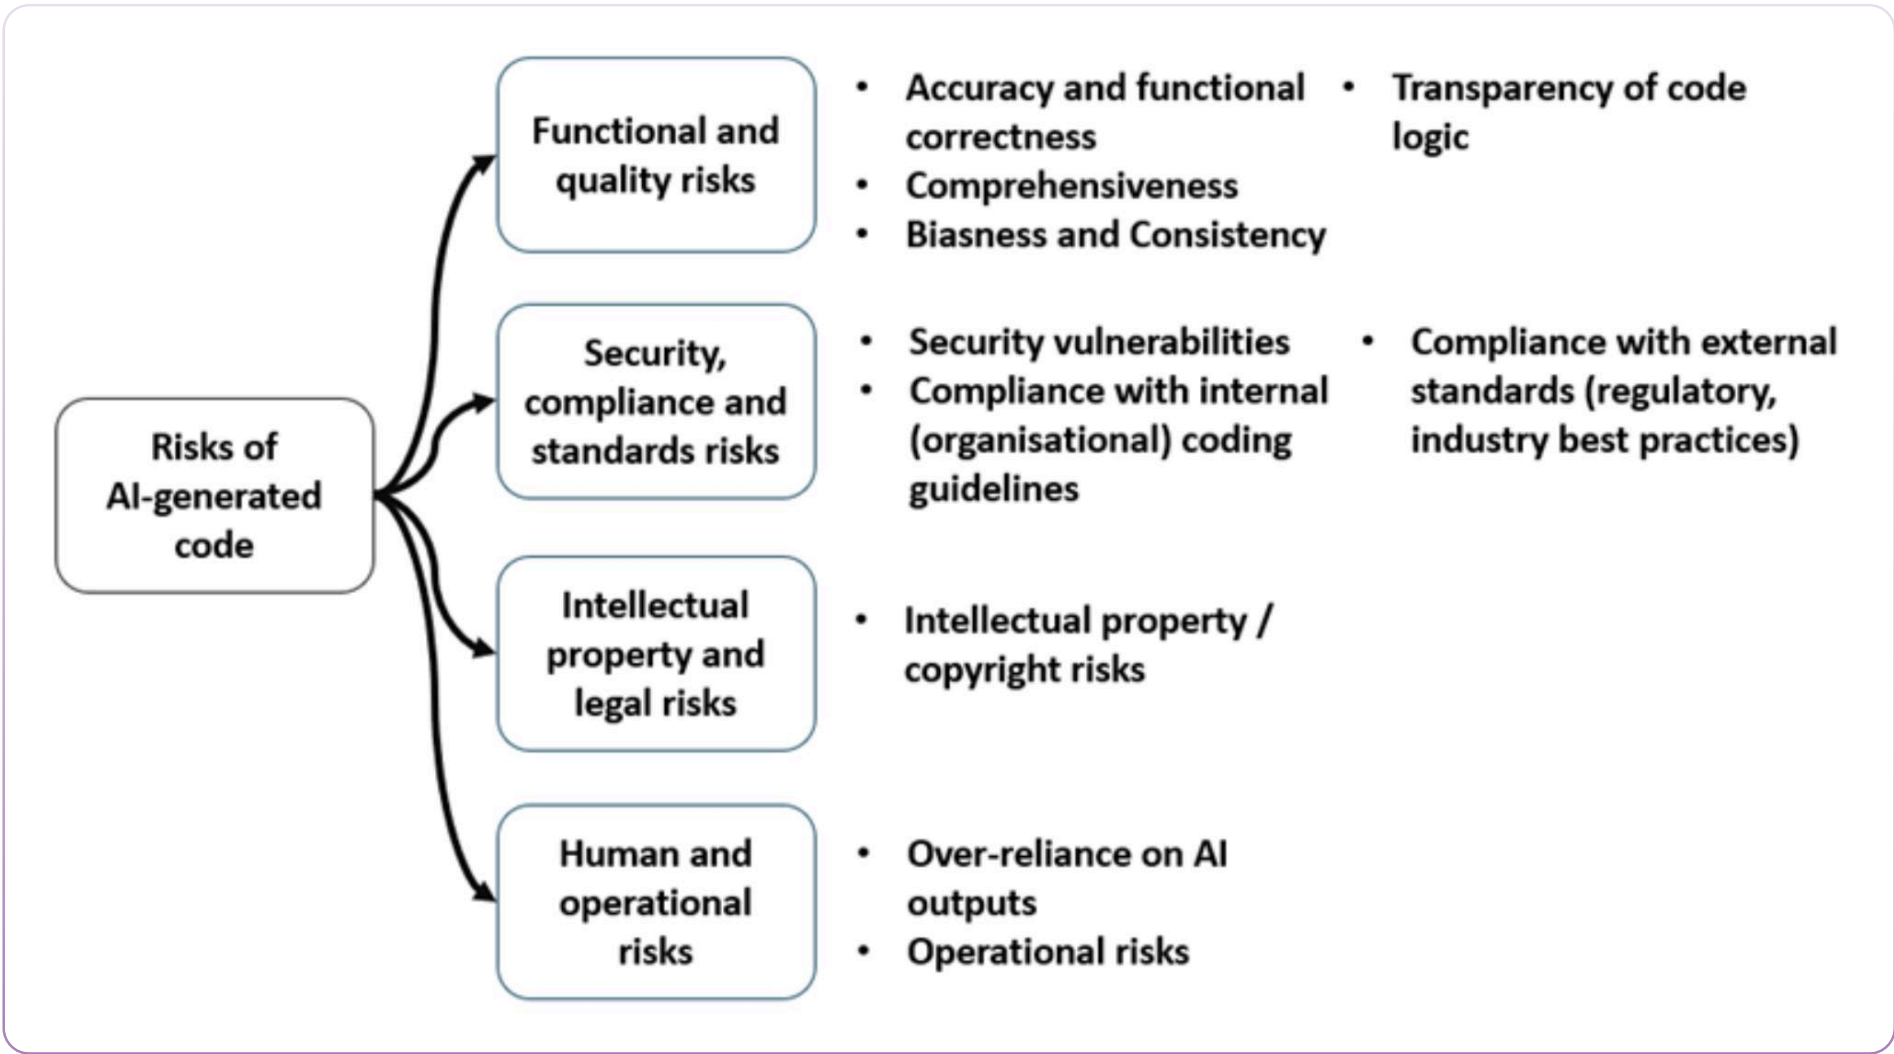 Risks of
AI-generated
code
Functional and
quality risks
• Accuracy and functional
correctness
• Comprehensiveness
• Biasness and Consistency
• Transparency of code
logic
Security,
compliance and
standards risks
• Security vulnerabilities
• Compliance with internal
(organisational) coding
guidelines
• Compliance with external
standards (regulatory,
industry best practices)
Intellectual
property and
legal risks
• Intellectual property /
copyright risks
Human and
operational
risks
• Over-reliance on AI
outputs
• Operational risks